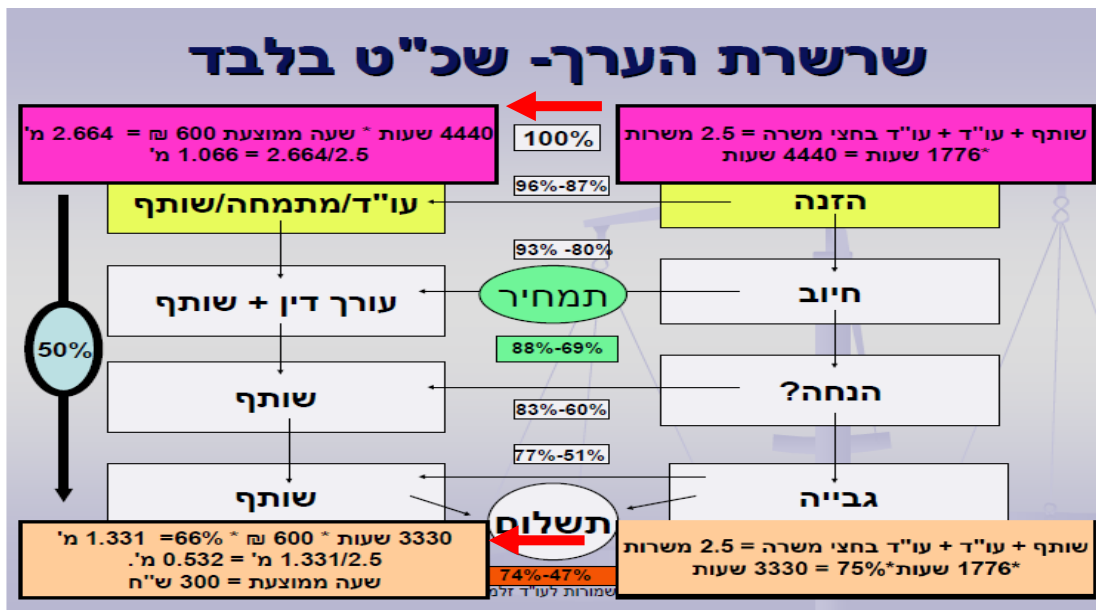 שרשרת הערך- שכ"ט בלבד
שותף + עו"ד + עו"ד בחצי משרה = 2.5 משרות
*1776 שעות = 4440 שעות
100%
4440 שעות * שעה ממוצעת 600 ₪ = 2.664 מ'
2.664/2.5 = 1.066 מ'
96%-87%
הזנה
עו"ד/מתמחה/שותף
93% -80%
חיוב
תמחיר
עורך דין + שותף
88%-69%
50%
הנחה?
שותף
83%-60%
77%-51%
גבייה
תשלום
שותף
שותף + עו"ד + עו"ד בחצי משרה = 2.5 משרות
*1776 שעות*75% = 3330 שעות
3330 שעות * 600 ₪ * 66%= 1.331 מ'
1.331/2.5 מ' = 0.532 מ'.
שעה ממוצעת = 300 ש"ח
74%-47%
שמורות לעו"ד זלמ